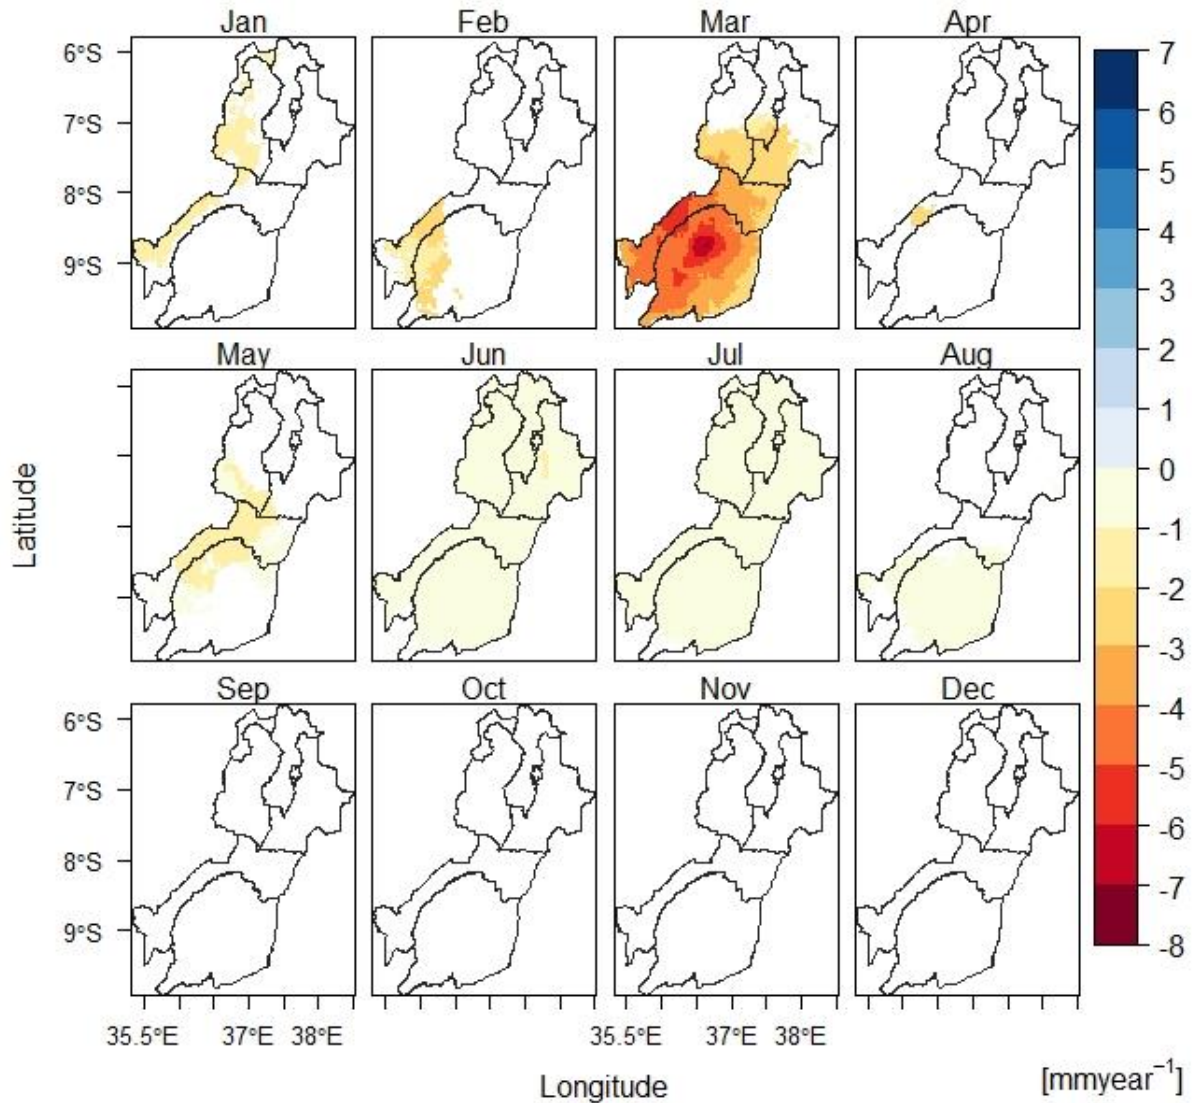 Jan Feb Mar Apr
6°S
7°S
8°S
9°S
7
6
5
4
3
2
1
0
-1
-2
-3
-4
-5
-6
-7
-8
May Jun Jul Aug
Latitude
Sep Oct Nov Dec
6°S
7°S
8°S
9°S
35.5°E 37°E 38°E 35.5°E 37°E 38°E
Longitude
[mmyear⁻¹]